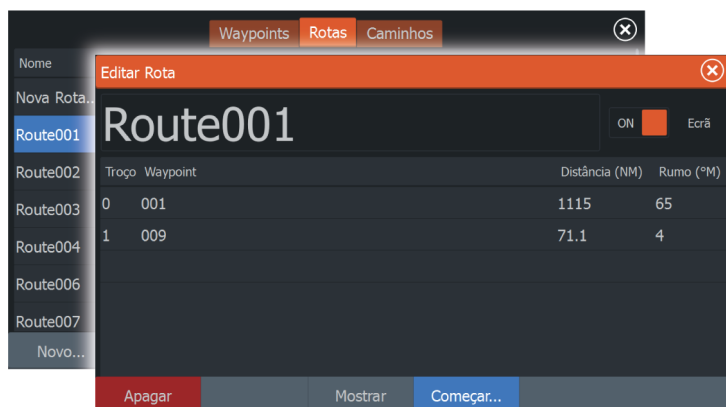 Waypoints Rotas Caminhos
Nome
Nova Rota...
Route001
Route002
Route003
Route004
Route006
Route007
Novo...
Editar Rota
Route001 ON Ecrã
Troço Waypoint Distância (NM) Rumo (°M)
0 001 1115 65
1 009 71.1 4
Apagar Mostrar Começar...